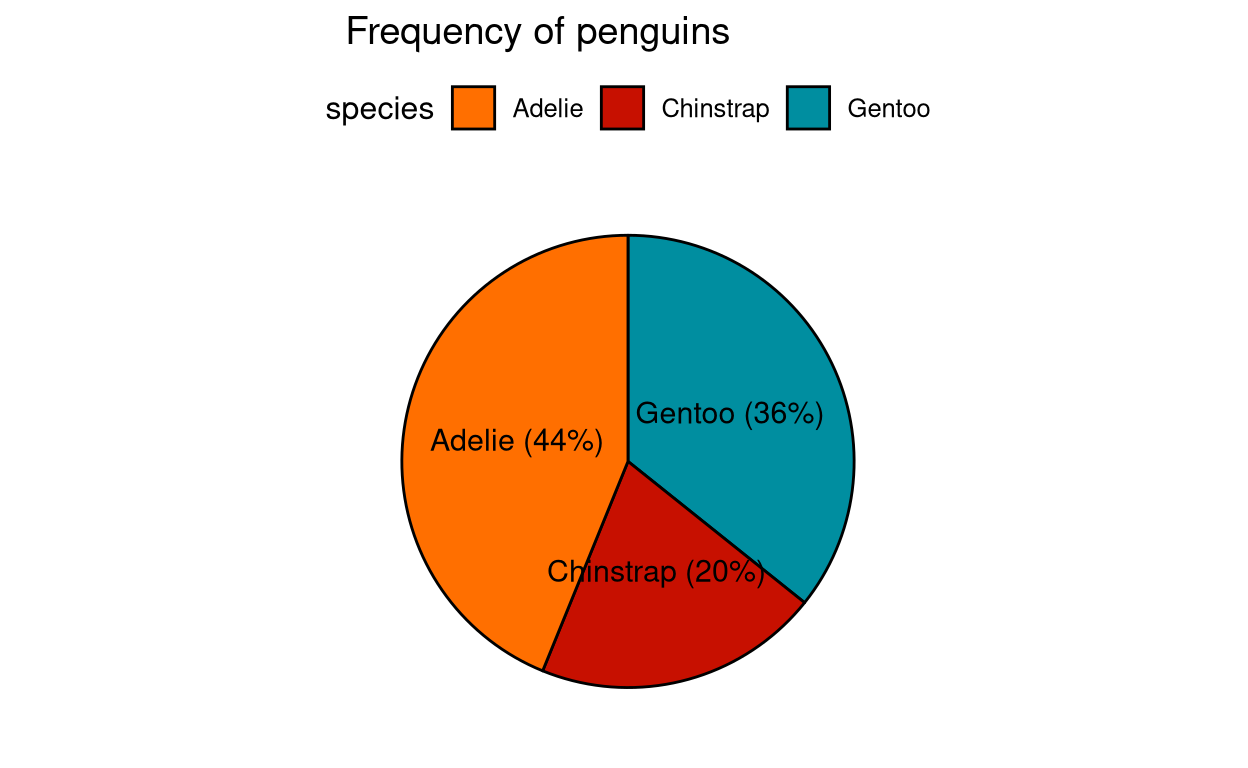 Frequency of penguins
species Adelie Chinstrap Gentoo
Gentoo (36%)
Adelie (44%)
Chinstrap (20%)